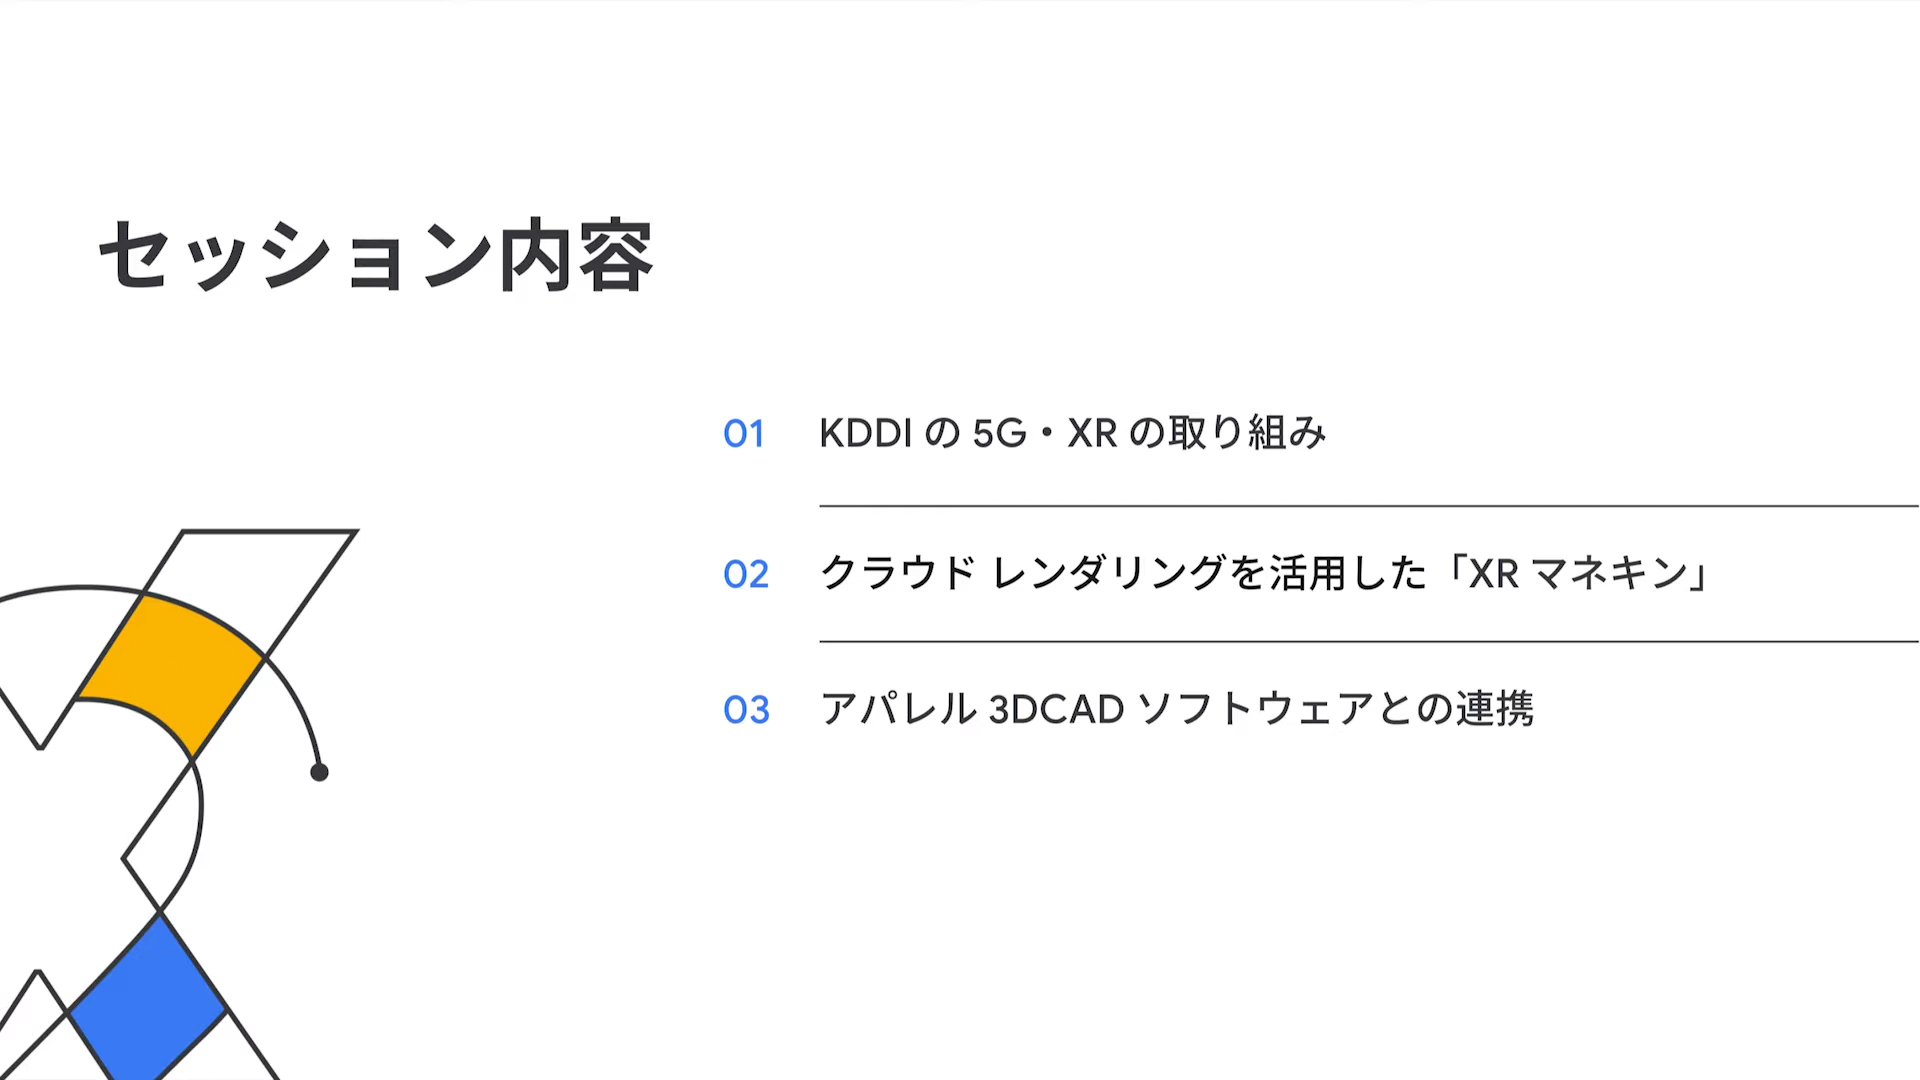 セッション内容
01 KDDI の 5G・XR の取り組み
02 クラウド レンダリングを活用した「XR マネキン」
03 アパレル 3DCAD ソフトウェアとの連携